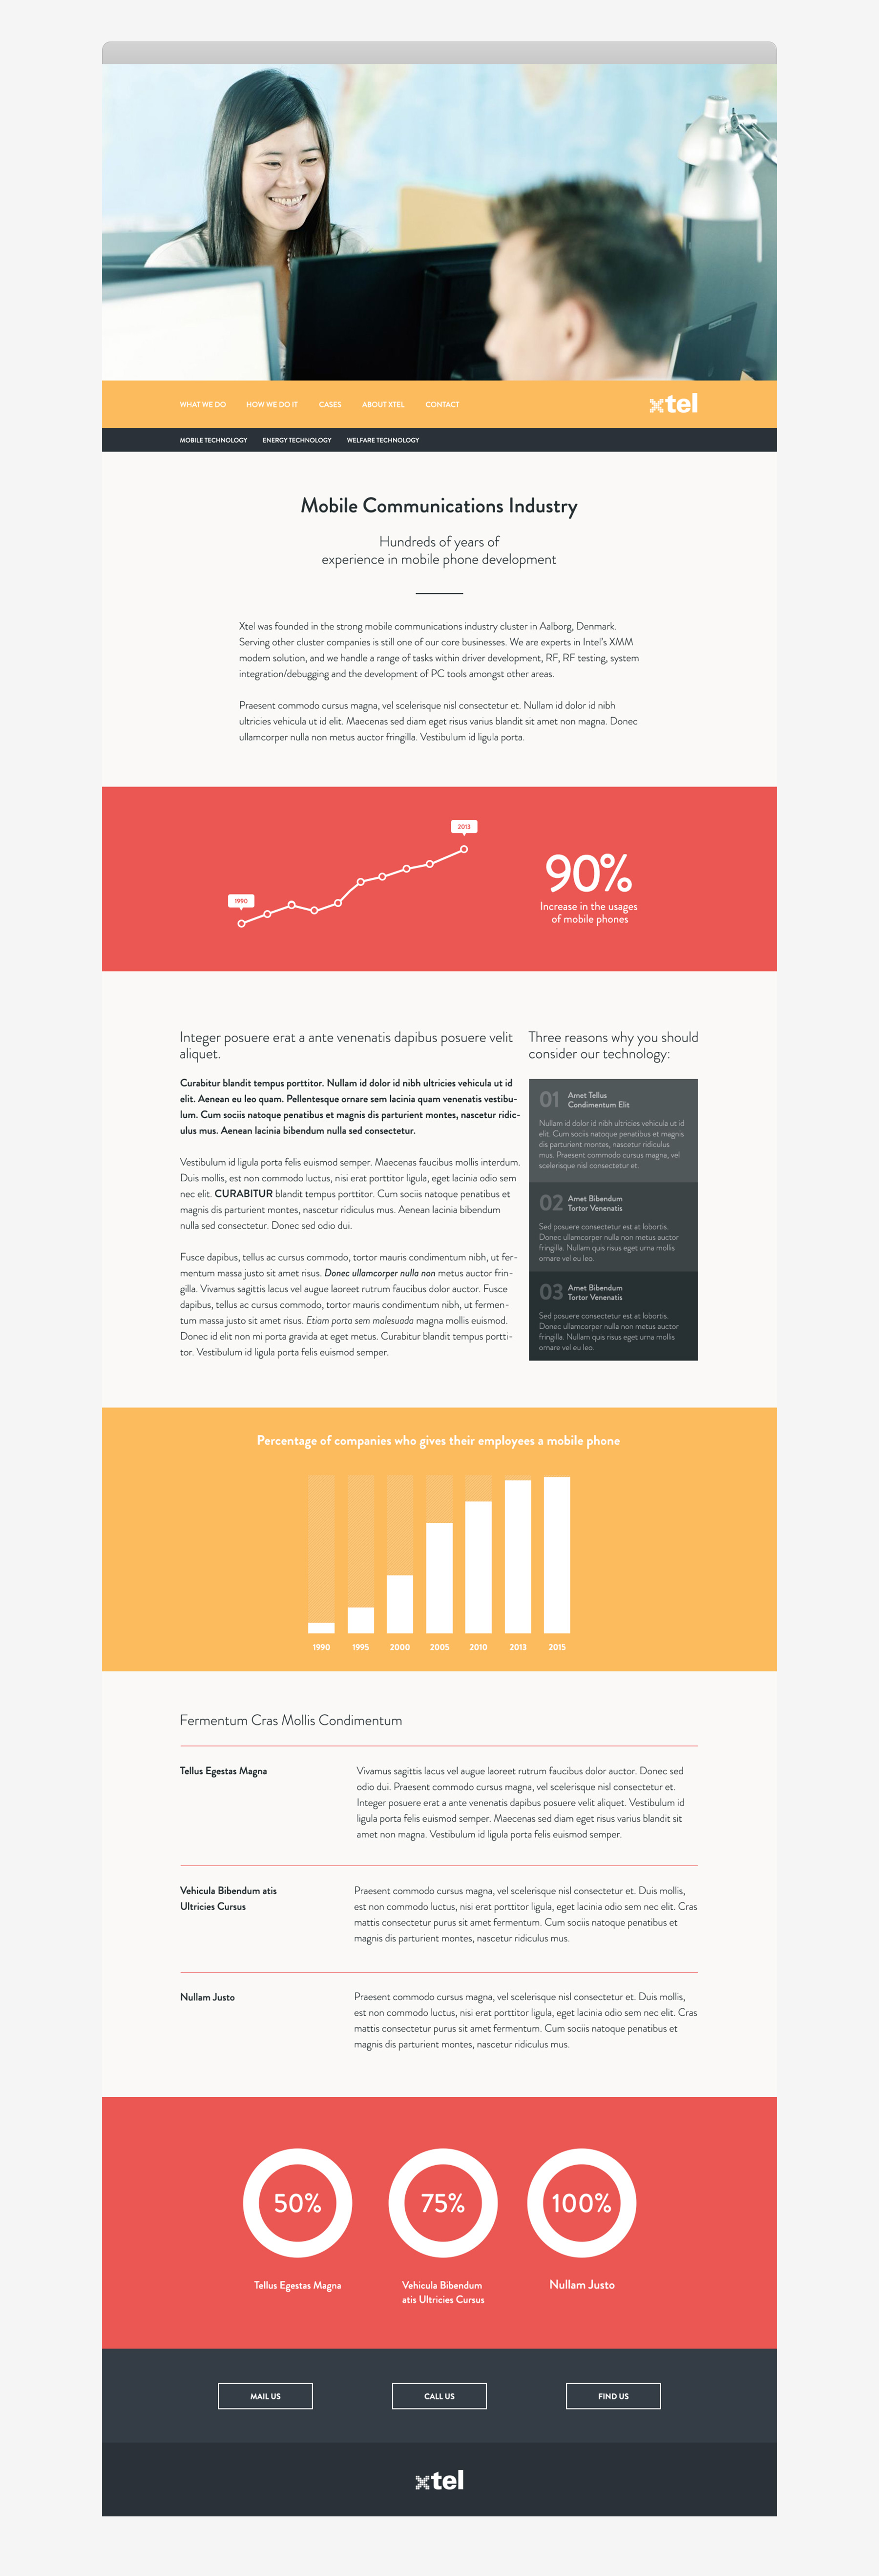 WHAT WE DO
HOW WE DO IT
CASES
ABOUT XTEL
CONTACT
xtel
MOBILE TECHNOLOGY
ENERGY TECHNOLOGY
WELFARE TECHNOLOGY
Mobile Communications Industry
Hundreds of years of
experience in mobile phone development
Xtel was founded in the strong mobile communications industry cluster in Aalborg, Denmark.
Serving other cluster companies is still one of our core businesses. We are experts in Intel's XMM
modem solution, and we handle a range of tasks within driver development, RF, RF testing, system
integration/debugging and the development of PC tools amongst other areas.
Praesent commodo cursus magna, vel scelerisque nisl consectetur et. Nullam id dolor id nibh
ultricies vehicula ut id elit. Maecenas sed diam eget risus varius blandit sit amet non magna. Donec
ullamcorper nulla non metus auctor fringilla. Vestibulum id ligula porta.
1990
2013
90%
Increase in the usages
of mobile phones
Integer posuere erat a ante venenatis dapibus posuere velit
aliquet.
Curabitur blandit tempus porttitor. Nullam id dolor id nibh ultricies vehicula ut id
elit. Aenean eu leo quam. Pellentesque ornare sem lacinia quam venenatis vestibu-
lum. Cum sociis natoque penatibus et magnis dis parturient montes, nascetur ridic-
ulus mus. Aenean lacinia bibendum nulla sed consectetur.
Vestibulum id ligula porta felis euismod semper. Maecenas faucibus mollis interdum.
Duis mollis, est non commodo luctus, nisi erat porttitor ligula, eget lacinia odio sem
nec elit. CURABITUR blandit tempus porttitor. Cum sociis natoque penatibus et
magnis dis parturient montes, nascetur ridiculus mus. Aenean lacinia bibendum
nulla sed consectetur. Donec sed odio dui.
Fusce dapibus, tellus ac cursus commodo, tortor mauris condimentum nibh, ut fer-
mentum massa justo sit amet risus. Donec ullamcorper nulla non metus auctor frin-
gilla. Vivamus sagittis lacus vel augue laoreet rutrum faucibus dolor auctor. Fusce
dapibus, tellus ac cursus commodo, tortor mauris condimentum nibh, ut fermen-
tum massa justo sit amet risus. Etiam porta sem malesuada magna mollis euismod.
Donec id elit non mi porta gravida at eget metus. Curabitur blandit tempus portti-
tor. Vestibulum id ligula porta felis euismod semper.
Three reasons why you should
consider our technology:
01
Amet Tellus
Condimentum Elit
Nullam id dolor id nibh ultricies vehicula ut id
elit. Cum sociis natoque penatibus et magnis
dis parturient montes, nascetur ridiculus
mus. Praesent commodo cursus magna, vel
scelerisque nisl consectetur et.
02
Amet Bibendum
Tortor Venenatis
Sed posuere consectetur est at lobortis.
Donec ullamcorper nulla non metus auctor
fringilla. Nullam quis risus eget urna mollis
ornare vel eu leo.
03
Amet Bibendum
Tortor Venenatis
Sed posuere consectetur est at lobortis.
Donec ullamcorper nulla non metus auctor
fringilla. Nullam quis risus eget urna mollis
ornare vel eu leo.
Percentage of companies who gives their employees a mobile phone
1990
1995
2000
2005
2010
2013
2015
Fermentum Cras Mollis Condimentum
Tellus Egestas Magna
Vivamus sagittis lacus vel augue laoreet rutrum faucibus dolor auctor. Donec sed
odio dui. Praesent commodo cursus magna, vel scelerisque nisl consectetur et.
Integer posuere erat a ante venenatis dapibus posuere velit aliquet. Vestibulum id
ligula porta felis euismod semper. Maecenas sed diam eget risus varius blandit sit
amet non magna. Vestibulum id ligula porta felis euismod semper.
Vehicula Bibendum atis
Ultricies Cursus
Praesent commodo cursus magna, vel scelerisque nisl consectetur et. Duis mollis,
est non commodo luctus, nisi erat porttitor ligula, eget lacinia odio sem nec elit. Cras
mattis consectetur purus sit amet fermentum. Cum sociis natoque penatibus et
magnis dis parturient montes, nascetur ridiculus mus.
Nullam Justo
Praesent commodo cursus magna, vel scelerisque nisl consectetur et. Duis mollis,
est non commodo luctus, nisi erat porttitor ligula, eget lacinia odio sem nec elit. Cras
mattis consectetur purus sit amet fermentum. Cum sociis natoque penatibus et
magnis dis parturient montes, nascetur ridiculus mus.
50%
75%
100%
Tellus Egestas Magna
Vehicula Bibendum
atis Ultricies Cursus
Nullam Justo
MAIL US
CALL US
FIND US
xtel